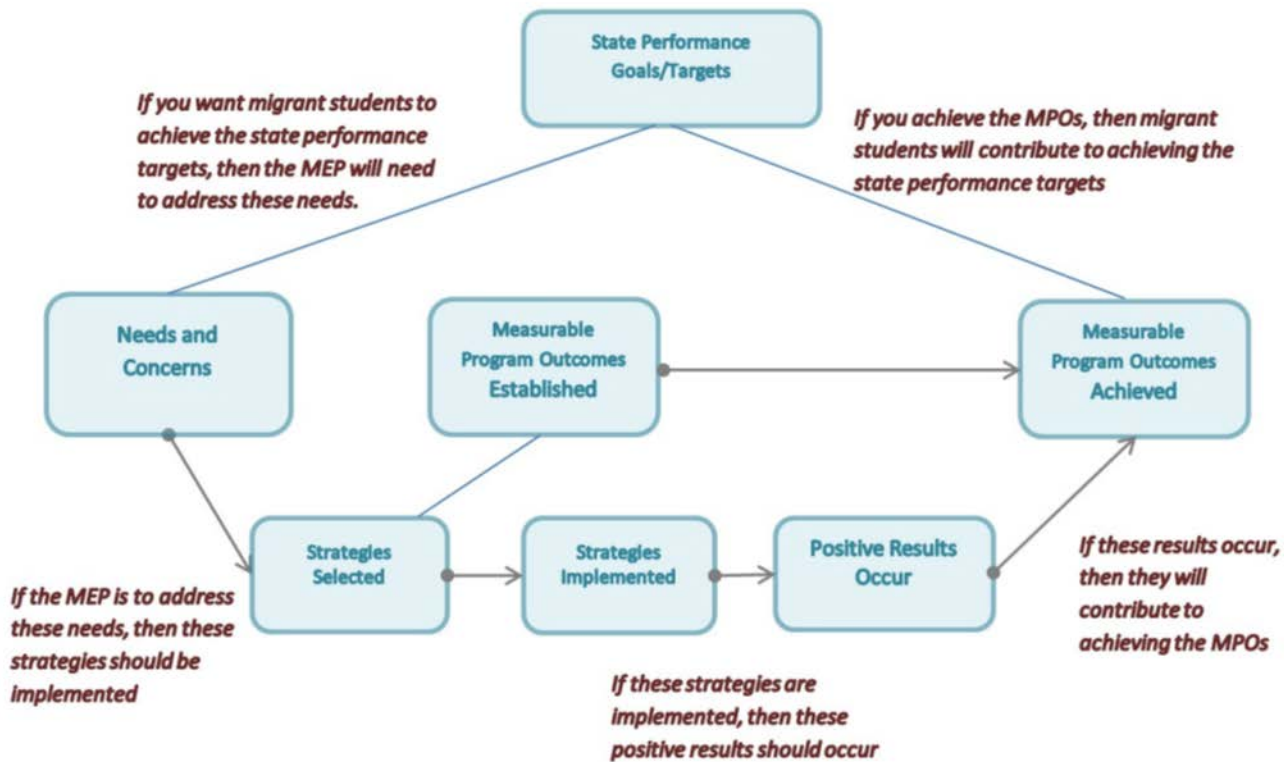 State Performance
Goals/Targets
If you want migrant students to
achieve the state performance
targets, then the MEP will need
to address these needs.
If you achieve the MPOs, then migrant
students will contribute to achieving the
state performance targets
Needs and
Concerns
Measurable
Program Outcomes
Established
Measurable
Program Outcomes
Achieved
Strategies
Selected
Strategies
Implemented
Positive Results
Occur
If the MEP is to address
these needs, then these
strategies should be
implemented
If these strategies are
implemented, then these
positive results should occur
If these results occur,
then they will
contribute to
achieving the MPOs